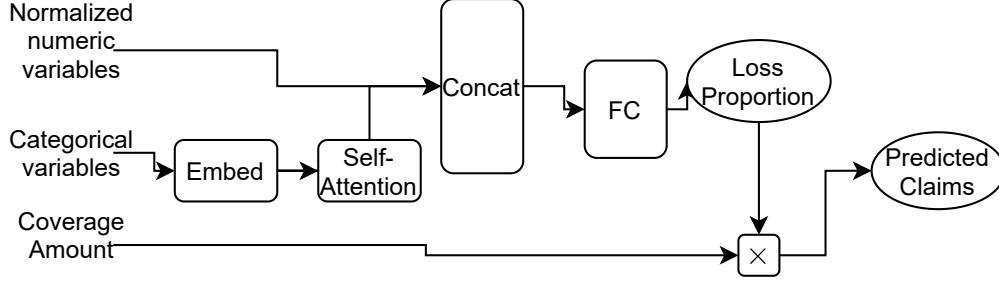 Normalized
numeric
variables
Concat
FC
Loss
Proportion
Categorical
variables
Embed
Self-
Attention
Predicted
Claims
Coverage
Amount
×